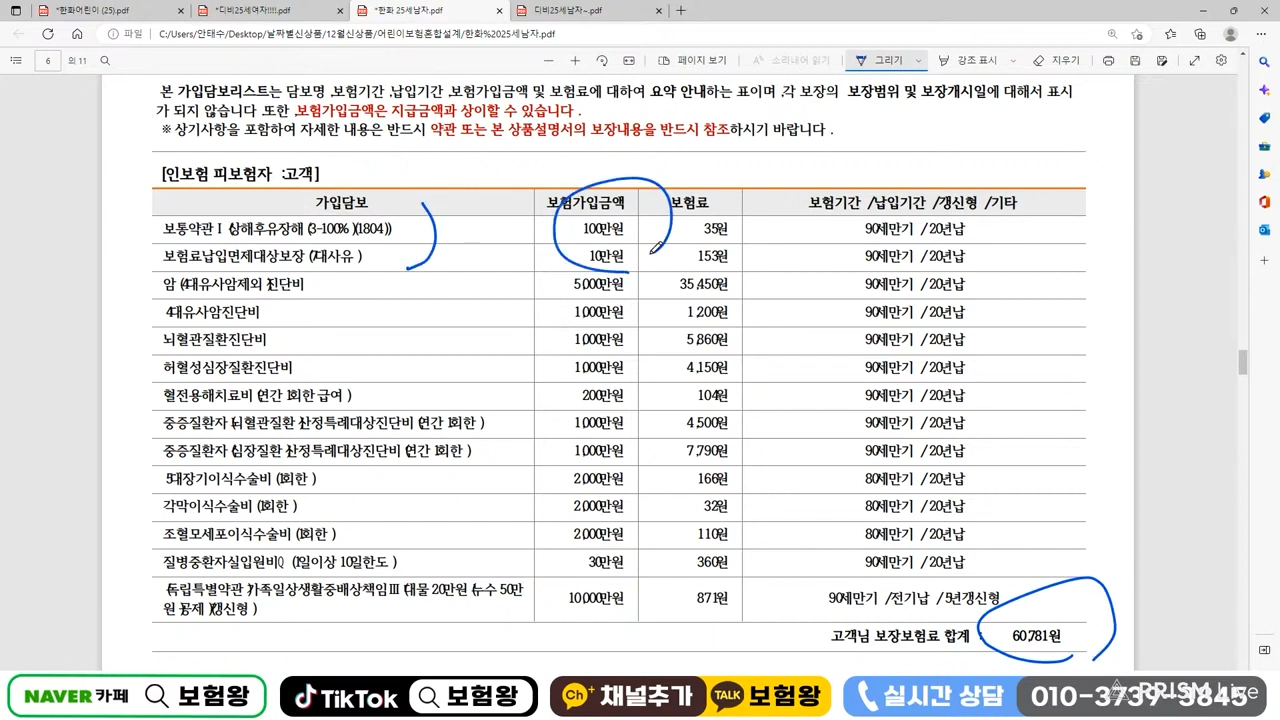 *한화어린이 (25).pdf
*디비25세여자!!!!.pdf
*한화 25세남자.pdf
디비25세남자~.pdf
파일
C:/Users/안태수/Desktop/날짜별신상품/12월신상품/어린이보험혼합설계/한화%2025세남자.pdf
6 의 11
페이지 보기
소리내어 읽기
그리기
강조 표시
지우기
본 가입담보리스트는 담보명 ,보험기간 ,납입기간 ,보험가입금액 및 보험료에 대하여 요약 안내하는 표이며 ,각 보장의 보장범위 및 보장개시일에 대해서 표시
가 되지 않습니다 .또한 ,보험가입금액은 지급금액과 상이할 수 있습니다 .
※ 상기사항을 포함하여 자세한 내용은 반드시 약관 또는 본 상품설명서의 보장내용을 반드시 참조하시기 바랍니다 .
[인보험 피보험자 :고객]
가입담보 보험가입금액 보험료 보험기간 /납입기간 /갱신형 /기타
보통약관Ⅰ (상해후유장해 (3-100% )(1804)) 100만원 35원 90세만기 /20년납
보험료납입면제대상보장 (7대사유 ) 10만원 153원 90세만기 /20년납
암 (4대유사암제외 )진단비 5,000만원 35,450원 90세만기 /20년납
4대유사암진단비 1,000만원 1,200원 90세만기 /20년납
뇌혈관질환진단비 1,000만원 5,860원 90세만기 /20년납
허혈성심장질환진단비 1,000만원 4,150원 90세만기 /20년납
혈전용해치료비 (연간 1회한 급여 ) 200만원 104원 90세만기 /20년납
중증질환자 (뇌혈관질환 )산정특례대상진단비 (연간 1회한 ) 1,000만원 4,500원 90세만기 /20년납
중증질환자 (심장질환 )산정특례대상진단비 (연간 1회한 ) 1,000만원 7,790원 90세만기 /20년납
5대장기이식수술비 (1회한 ) 2,000만원 166원 80세만기 /20년납
각막이식수술비 (1회한 ) 2,000만원 32원 80세만기 /20년납
조혈모세포이식수술비 (1회한 ) 2,000만원 110원 80세만기 /20년납
질병중환자실입원비Ⅱ (1일이상 10일한도 ) 30만원 360원 90세만기 /20년납
(독립특별약관 )가족일상생활중배상책임Ⅲ (대물 20만원 (누수 50만
원 )공제 )(갱신형 ) 10,000만원 871원 90세만기 /전기납 /5년갱신형
고객님 보장보험료 합계 : 60,781원
NAVER 카페 보험왕
TikTok 보험왕
Ch+ 채널추가 TALK 보험왕
실시간 상담 010-3739-5845
PRISM Live